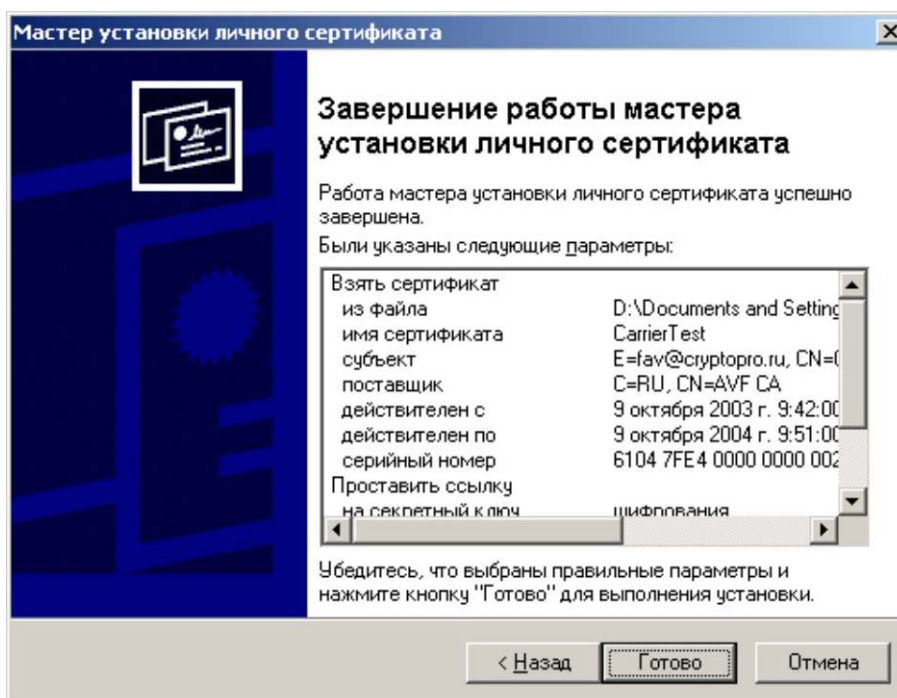 Мастер установки личного сертификата
Завершение работы мастера
установки личного сертификата
Работа мастера установки личного сертификата успешно
завершена.
Были указаны следующие параметры:
Взять сертификат
из файла D:\Documents and Setting
имя сертификата CarrierTest
субъект E=fav@cryptopro.ru, CN=
поставщик C=RU, CN=AVF CA
действителен с 9 октября 2003 г. 9:42:00
действителен по 9 октября 2004 г. 9:51:00
серийный номер 6104 7FE4 0000 0000 002
Проставить ссылку
на секретный ключ шифрования
Убедитесь, что выбраны правильные параметры и
нажмите кнопку "Готово" для выполнения установки.
< Назад Готово Отмена